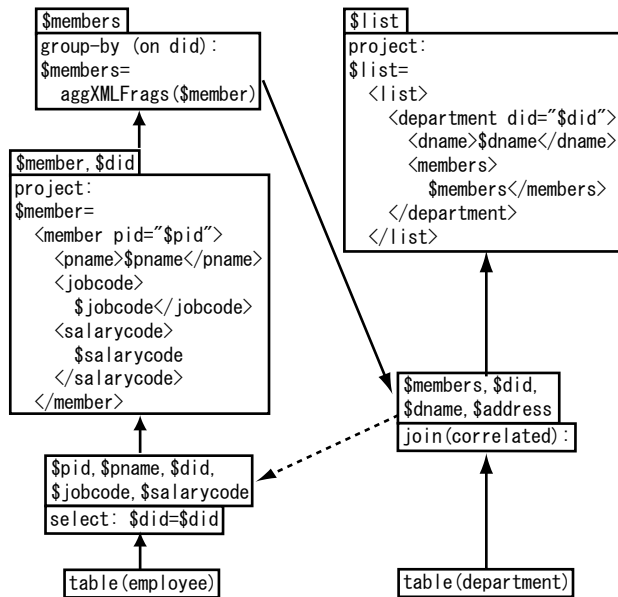 $members
group-by (on did):
$members=
aggXMLFrags($member)
$member, $did
project:
$member=
<member pid="$pid">
<pname>$pname</pname>
<jobcode>
$jobcode</jobcode>
<salarycode>
$salarycode
</salarycode>
</member>
$pid, $pname, $did,
$jobcode, $salarycode
select: $did=$did
table(employee)
$list
project:
$list=
<list>
<department did="$did">
<dname>$dname</dname>
<members>
$members</members>
</department>
</list>
$members, $did,
$dname, $address
join(correlated):
table(department)